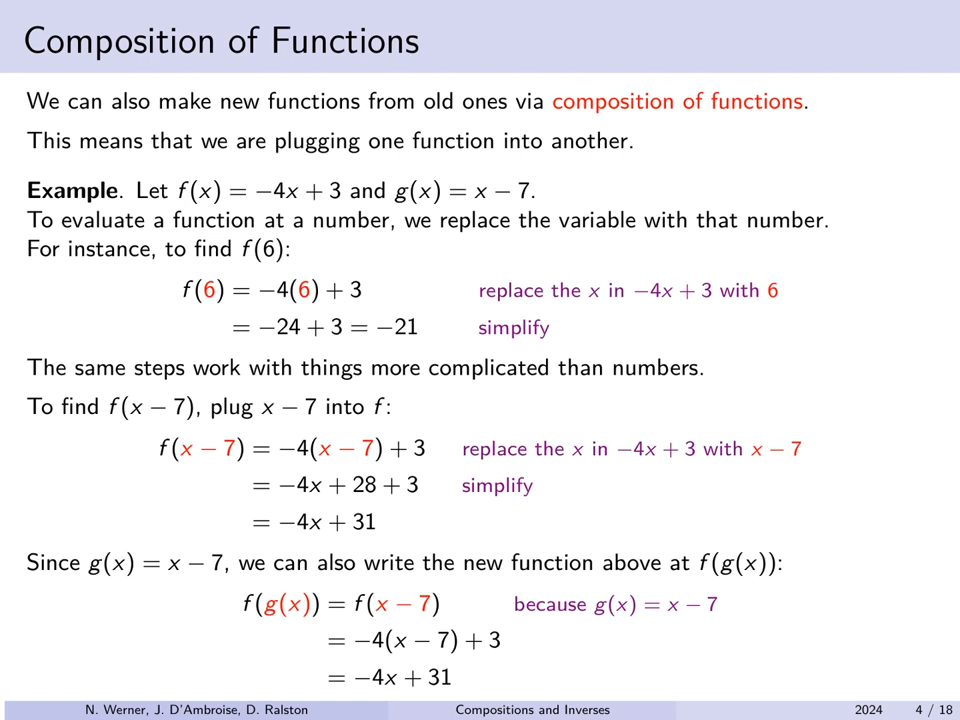 Composition of Functions
We can also make new functions from old ones via composition of functions.
This means that we are plugging one function into another.
Example. Let f(x) = −4x + 3 and g(x) = x − 7.
To evaluate a function at a number, we replace the variable with that number.
For instance, to find f(6):
f(6) = −4(6) + 3 replace the x in −4x + 3 with 6
= −24 + 3 = −21 simplify
The same steps work with things more complicated than numbers.
To find f(x − 7), plug x − 7 into f:
f(x − 7) = −4(x − 7) + 3 replace the x in −4x + 3 with x − 7
= −4x + 28 + 3 simplify
= −4x + 31
Since g(x) = x − 7, we can also write the new function above at f(g(x)):
f(g(x)) = f(x − 7) because g(x) = x − 7
= −4(x − 7) + 3
= −4x + 31
N. Werner, J. D'Ambroise, D. Ralston Compositions and Inverses 2024 4 / 18